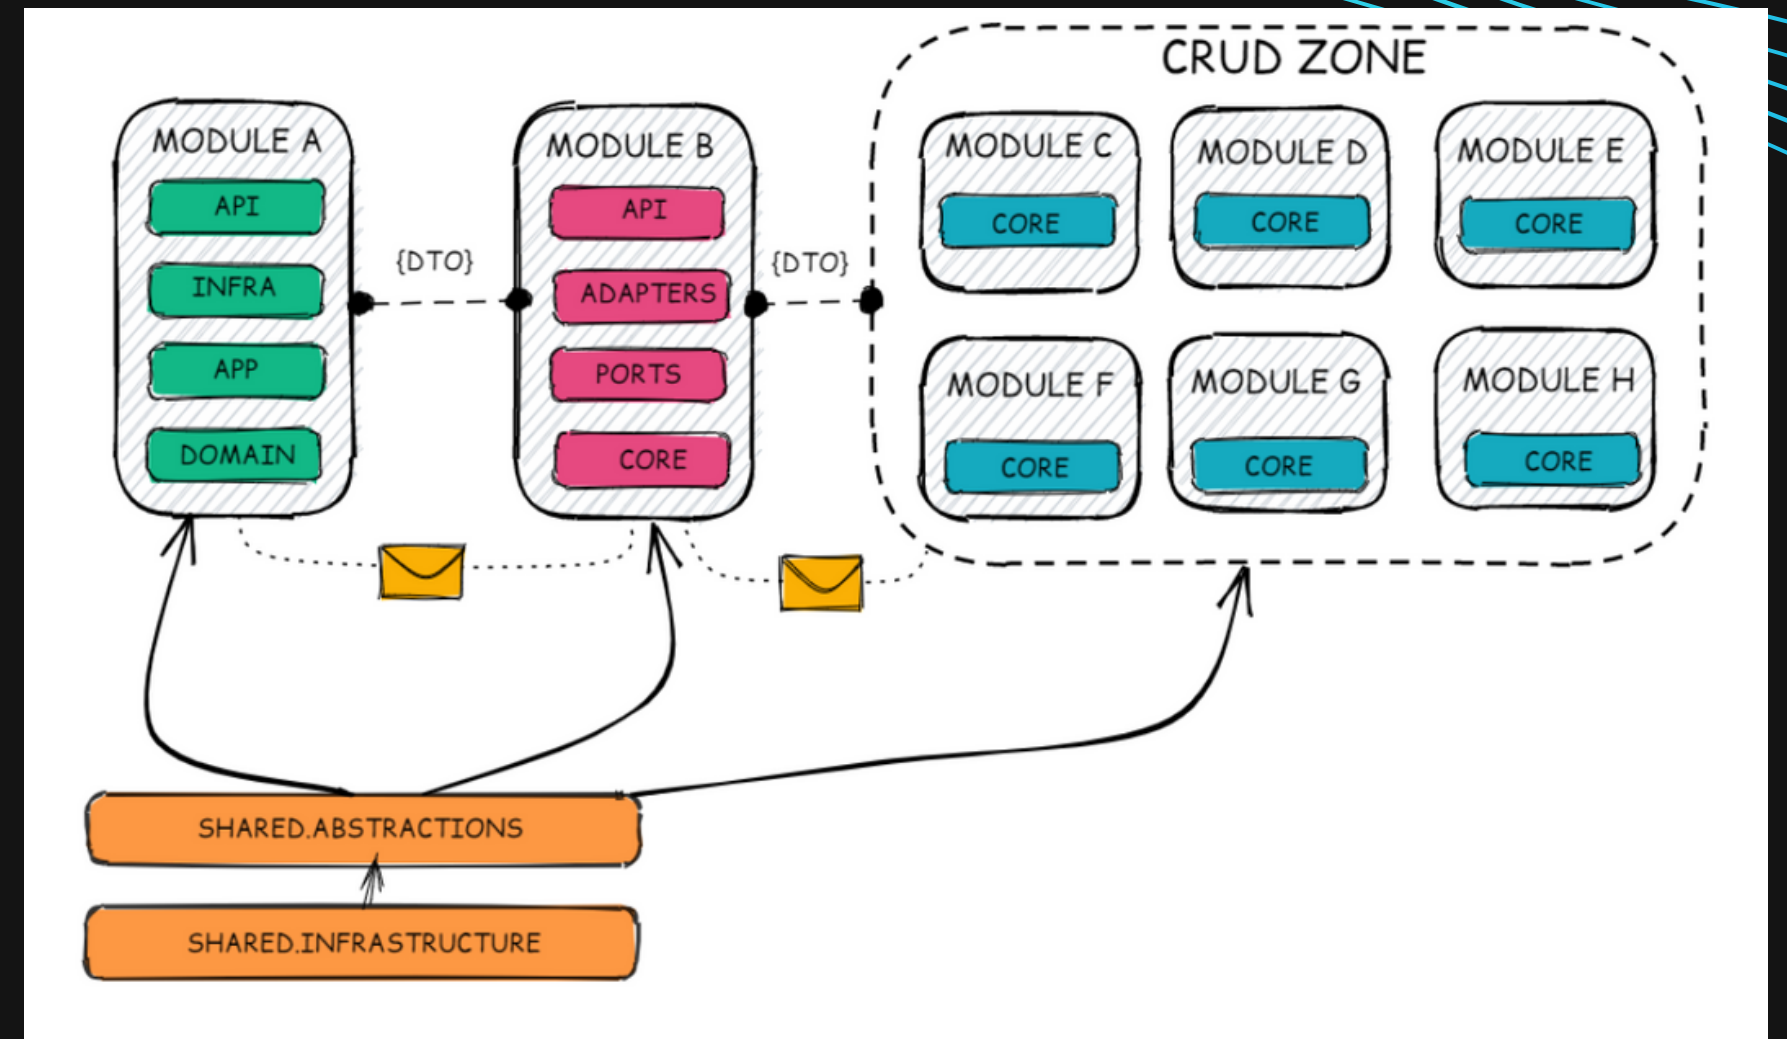 CRUD ZONE
MODULE A
API
INFRA
APP
DOMAIN
{DTO}
MODULE B
API
ADAPTERS
PORTS
CORE
{DTO}
MODULE C
CORE
MODULE D
CORE
MODULE E
CORE
MODULE F
CORE
MODULE G
CORE
MODULE H
CORE
SHARED.ABSTRACTIONS
SHARED.INFRASTRUCTURE